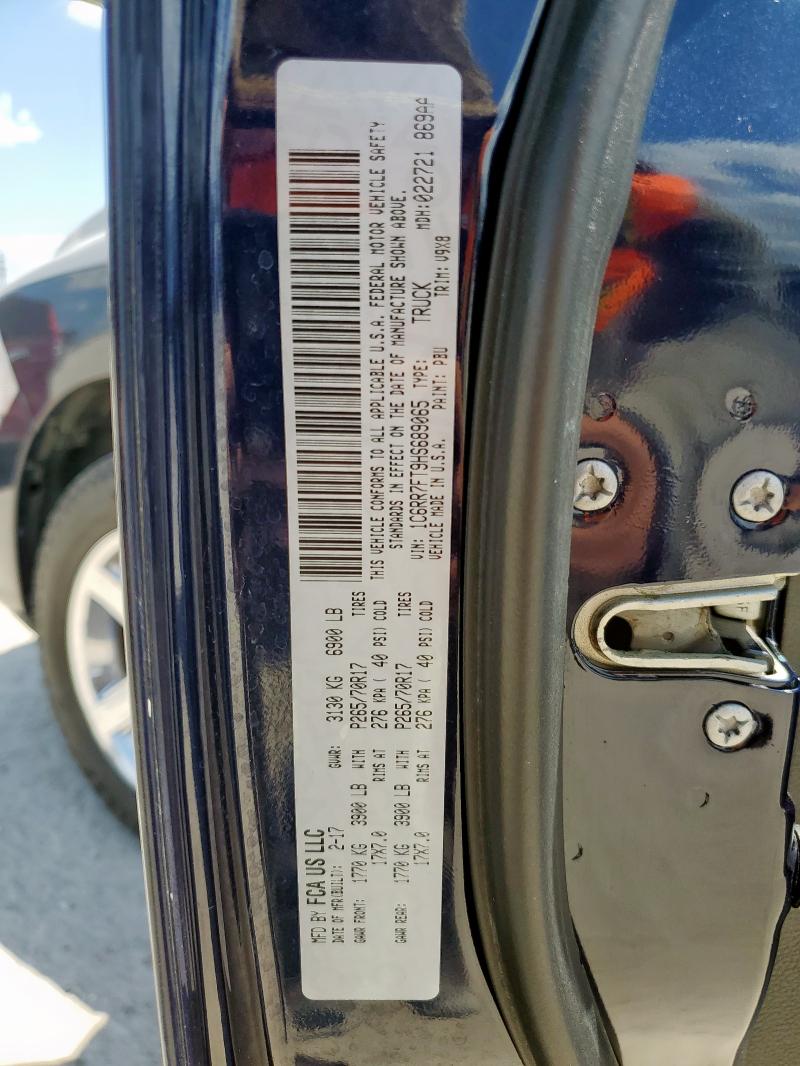 MFD BY FCA US LLC
DATE OF MFR(BUILT): 2-17 GVWR: 3130 KG 6900 LB
GAWR FRONT: 1770 KG 3900 LB WITH P265/70R17 TIRES
17X7.0 RIMS AT 276 KPA ( 40 PSI) COLD
GAWR REAR: 1770 KG 3900 LB WITH P265/70R17 TIRES
17X7.0 RIMS AT 276 KPA ( 40 PSI) COLD
THIS VEHICLE CONFORMS TO ALL APPLICABLE U.S.A. FEDERAL MOTOR VEHICLE SAFETY
STANDARDS IN EFFECT ON THE DATE OF MANUFACTURE SHOWN ABOVE.
VIN: 1C6RR7FT9HS689065 TYPE: TRUCK MDH:022721 869AA
VEHICLE MADE IN U.S.A. PAINT: PBU TRIM: V9X8